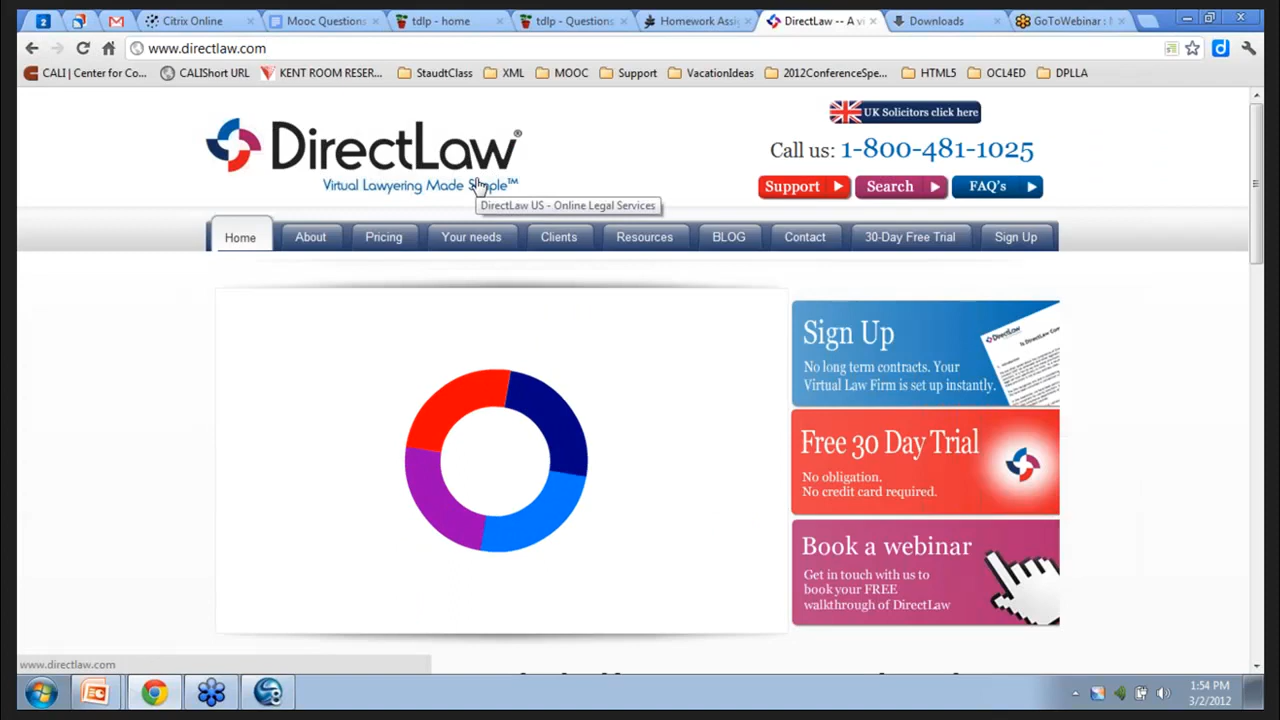 2
Citrix Online
Mooc Questions
tdlp - home
tdlp - Questions
Homework Assi
DirectLaw -- A vi
Downloads
GoToWebinar :
www.directlaw.com
CALI | Center for Co...
CALIShort URL
KENT ROOM RESER...
StaudtClass
XML
MOOC
Support
VacationIdeas
2012ConferenceSpe...
HTML5
OCL4ED
DPLLA
DirectLaw®
Virtual Lawyering Made Simple™
DirectLaw US - Online Legal Services
UK Solicitors click here
Call us: 1-800-481-1025
Support
Search
FAQ's
Home
About
Pricing
Your needs
Clients
Resources
BLOG
Contact
30-Day Free Trial
Sign Up
Sign Up
No long term contracts. Your
Virtual Law Firm is set up instantly.
DirectLaw
Free 30 Day Trial
No obligation.
No credit card required.
Book a webinar
Get in touch with us to
book your FREE
walkthrough of DirectLaw
www.directlaw.com
1:54 PM
3/2/2012